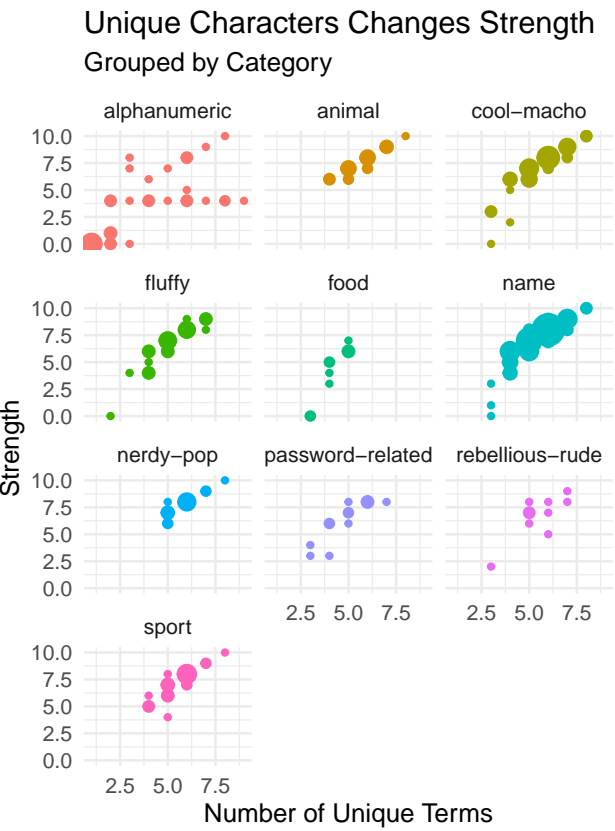 Unique Characters Changes Strength
Grouped by Category
alphanumeric animal cool−macho
10.0
7.5
5.0
2.5
0.0
fluffy food name
10.0
7.5
5.0
2.5
0.0
Strength
nerdy−pop password−related rebellious−rude
10.0
7.5
5.0
2.5
0.0
2.5 5.0 7.5 2.5 5.0 7.5
sport
10.0
7.5
5.0
2.5
0.0
2.5 5.0 7.5
Number of Unique Terms